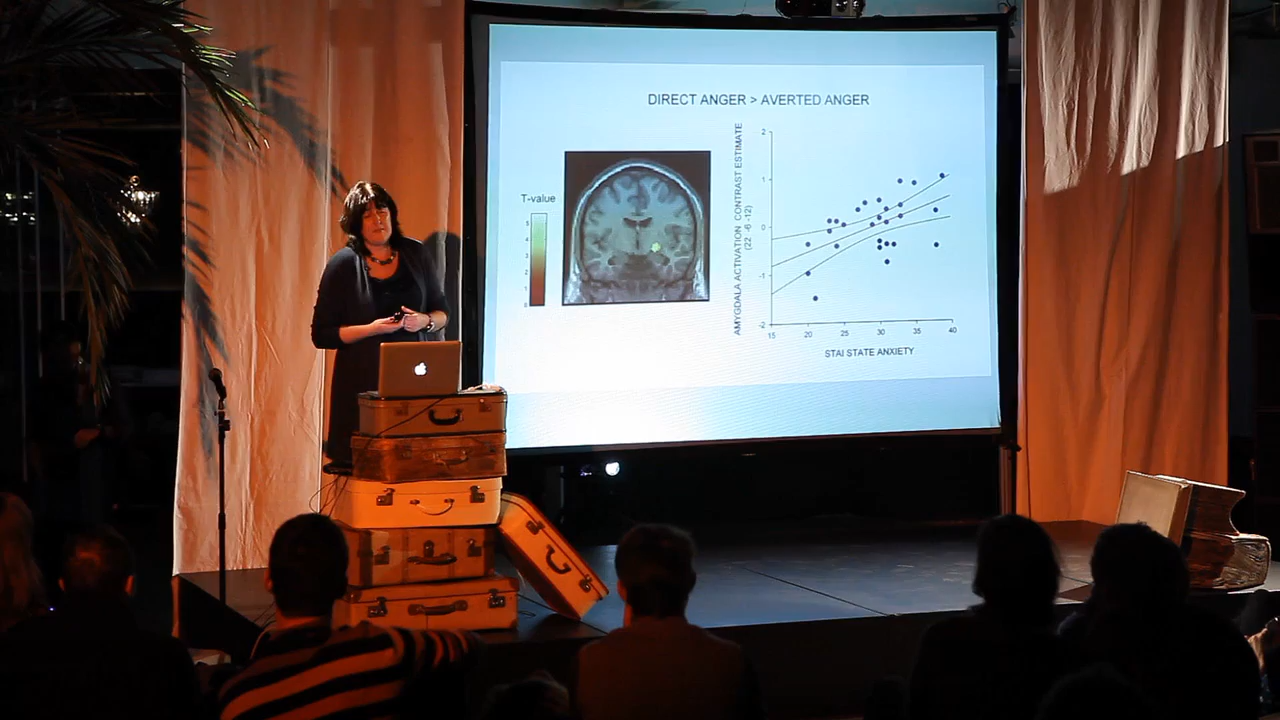 DIRECT ANGER > AVERTED ANGER
T-value
AMYGDALA ACTIVATION CONTRAST ESTIMATE
(22 -6 -12)
2
1
0
-1
-2
15
20
25
30
35
40
STAI STATE ANXIETY